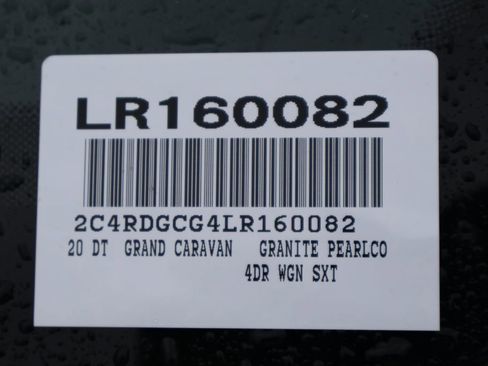 LR160082
2C4RDGCG4LR160082
20 DT GRAND CARAVAN GRANITE PEARLCO
4DR WGN SXT